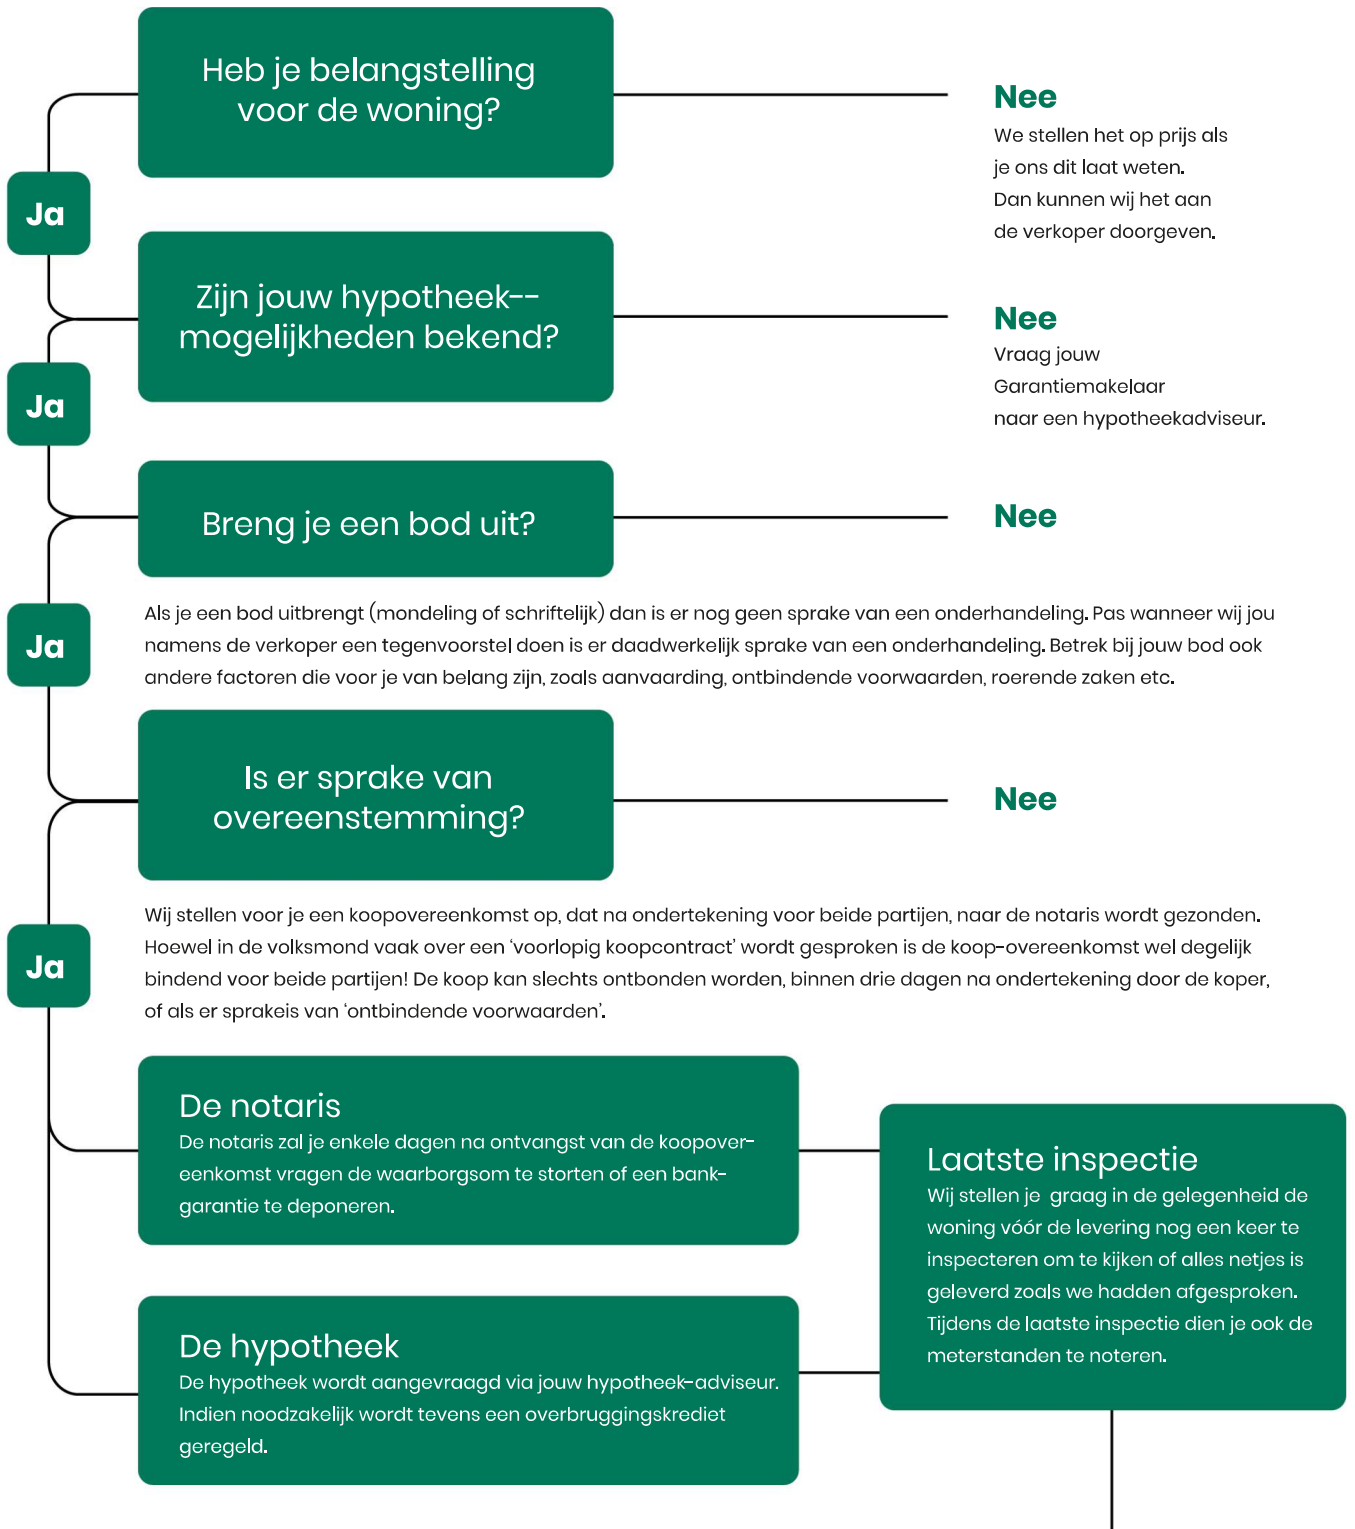 Heb je belangstelling
voor de woning?
Nee
We stellen het op prijs als
je ons dit laat weten.
Dan kunnen wij het aan
de verkoper doorgeven.
Ja
Zijn jouw hypotheek--
mogelijkheden bekend?
Nee
Vraag jouw
Garantiemakelaar
naar een hypotheekadviseur.
Ja
Breng je een bod uit?
Nee
Als je een bod uitbrengt (mondeling of schriftelijk) dan is er nog geen sprake van een onderhandeling. Pas wanneer wij jou
namens de verkoper een tegenvoorstel doen is er daadwerkelijk sprake van een onderhandeling. Betrek bij jouw bod ook
andere factoren die voor je van belang zijn, zoals aanvaarding, ontbindende voorwaarden, roerende zaken etc.
Ja
Is er sprake van
overeenstemming?
Nee
Wij stellen voor je een koopovereenkomst op, dat na ondertekening voor beide partijen, naar de notaris wordt gezonden.
Hoewel in de volksmond vaak over een ‘voorlopig koopcontract’ wordt gesproken is de koop-overeenkomst wel degelijk
bindend voor beide partijen! De koop kan slechts ontbonden worden, binnen drie dagen na ondertekening door de koper,
of als er sprakeis van ‘ontbindende voorwaarden’.
Ja
De notaris
De notaris zal je enkele dagen na ontvangst van de koopover-
eenkomst vragen de waarborgsom te storten of een bank-
garantie te deponeren.
Laatste inspectie
Wij stellen je graag in de gelegenheid de
woning vóór de levering nog een keer te
inspecteren om te kijken of alles netjes is
geleverd zoals we hadden afgesproken.
Tijdens de laatste inspectie dien je ook de
meterstanden te noteren.
De hypotheek
De hypotheek wordt aangevraagd via jouw hypotheek-adviseur.
Indien noodzakelijk wordt tevens een overbruggingskrediet
geregeld.